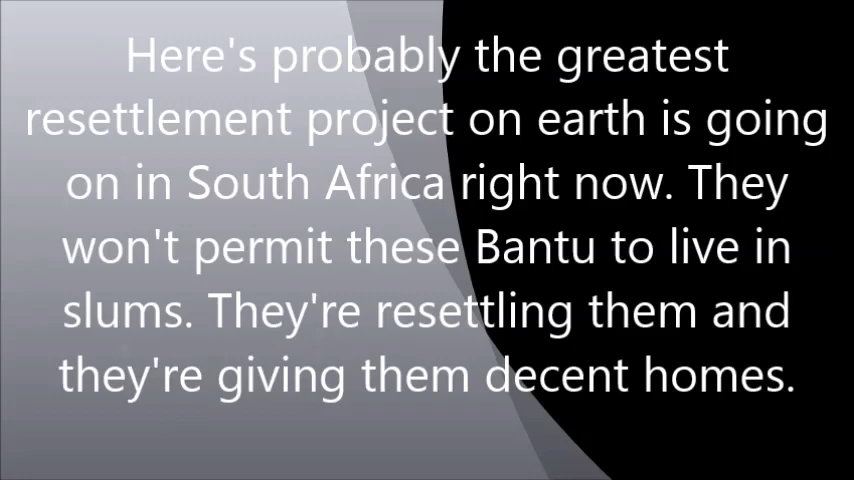 Here's probably the greatest
resettlement project on earth is going
on in South Africa right now. They
won't permit these Bantu to live in
slums. They're resettling them and
they're giving them decent homes.